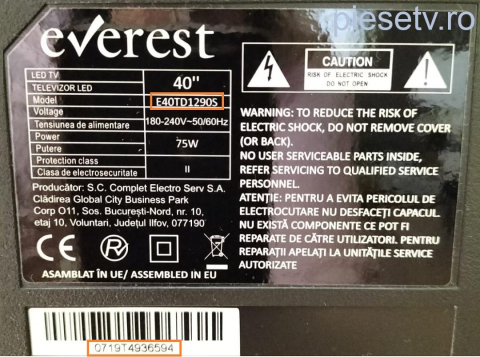 piesetv.ro
everest
LED TV
TELEVIZOR LED 40"
Model E40TD1290S
Voltage
Tensiunea de alimentare 180-240V~50/60Hz
Power
Putere 75W
Protection class
Clasa de electrosecuritate II
Producător: S.C. Complet Electro Serv S.A.
Clădirea Global City Business Park
Corp O11, Sos. București-Nord, nr. 10,
etaj 10, Voluntari, Județul Ilfov, 077190
CE
ASAMBLAT ÎN UE/ ASSEMBLED IN EU
CAUTION
RISK OF ELECTRIC SHOCK
DO NOT OPEN
WARNING: TO REDUCE THE RISK OF
ELECTRIC SHOCK, DO NOT REMOVE COVER
(OR BACK).
NO USER SERVICEABLE PARTS INSIDE,
REFER SERVICING TO QUALIFIED SERVICE
PERSONNEL.
ATENȚIE: PENTRU A EVITA PERICOLUL DE
ELECTROCUTARE NU DESFACEȚI CAPACUL.
NU EXISTĂ COMPONENTE CE POT FI
REPARATE DE CĂTRE UTILIZATORI. PENTRU
REPARAȚII APELAȚI LA UNITĂȚILE SERVICE
AUTORIZATE
0719T4936594